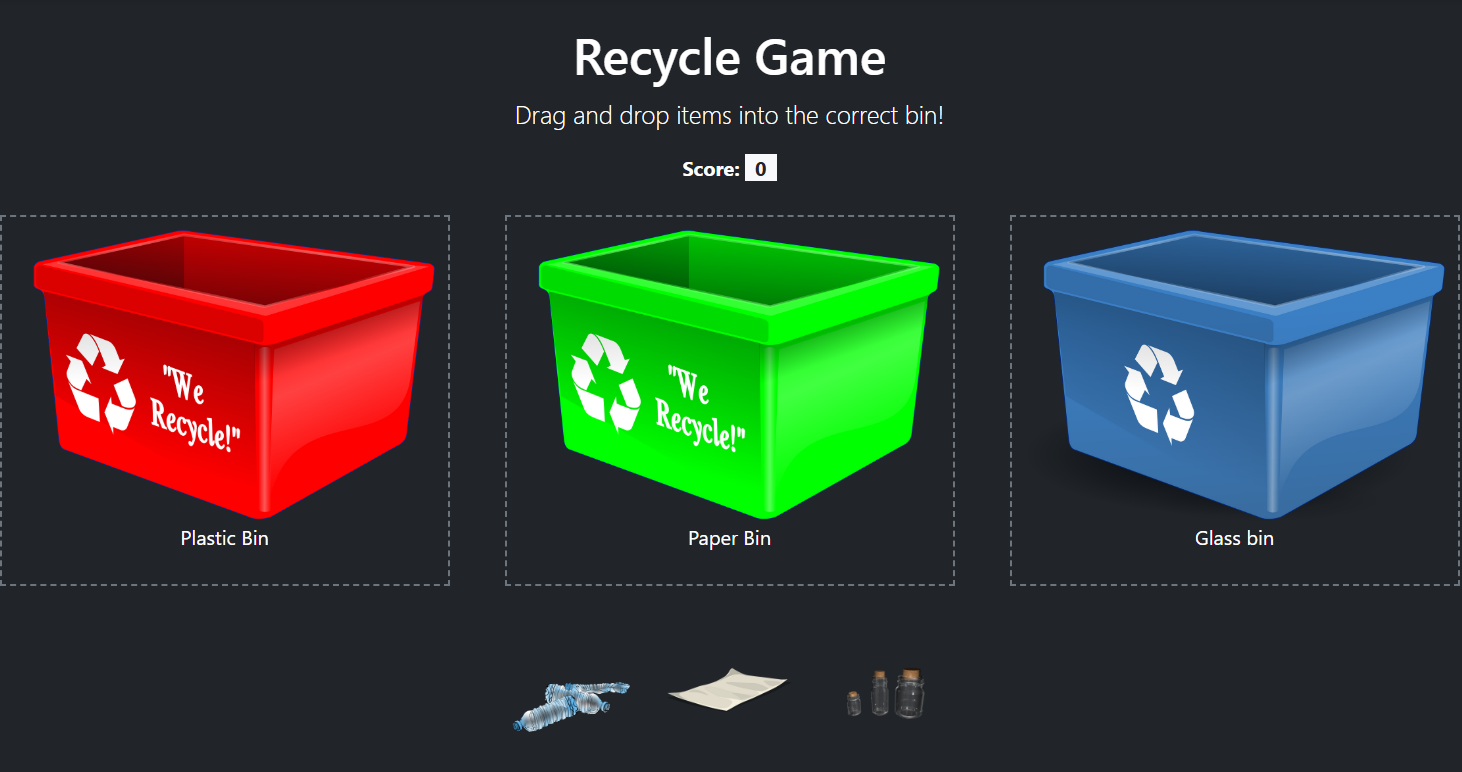 Recycle Game
Drag and drop items into the correct bin!
Score: 0
"We
Recycle!"
"We
Recycle!"
Plastic Bin
Paper Bin
Glass bin